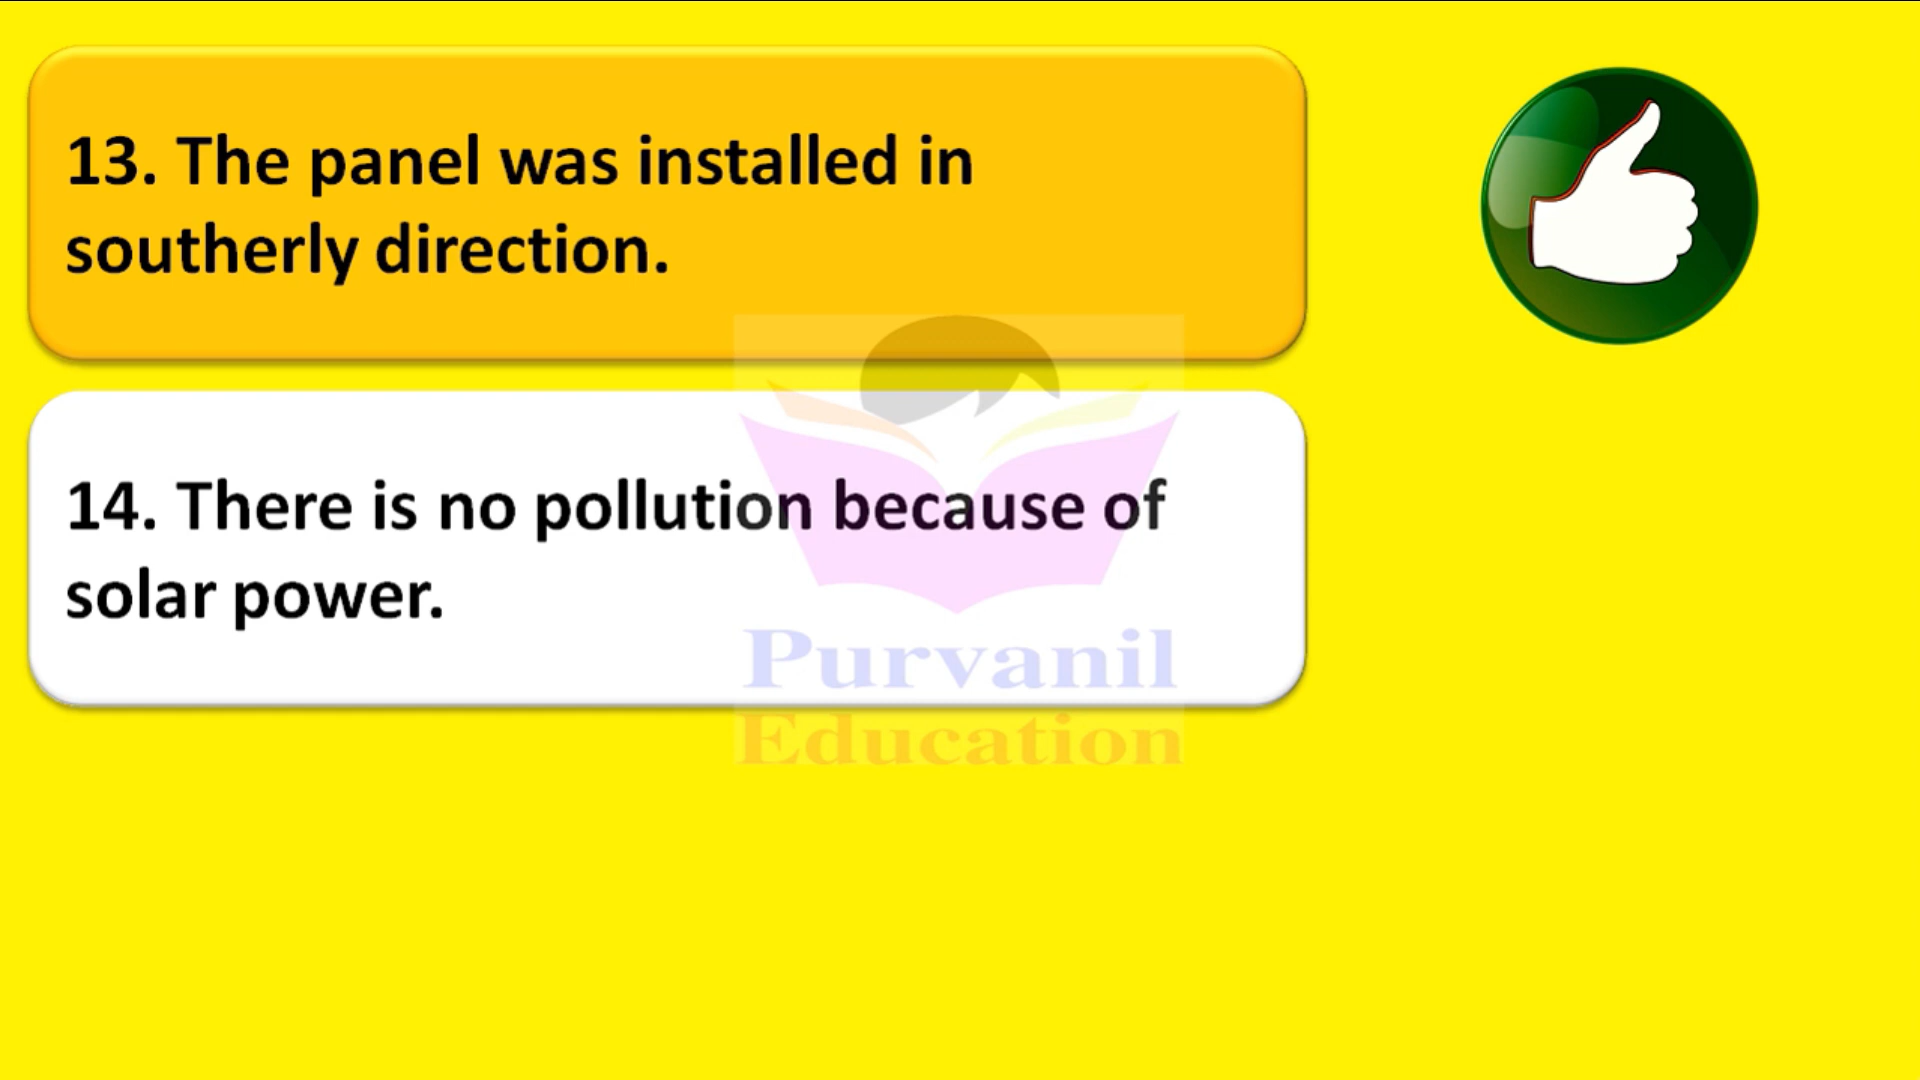 13. The panel was installed in
southerly direction.
14. There is no pollution because of
solar power.
Purvanil
Education